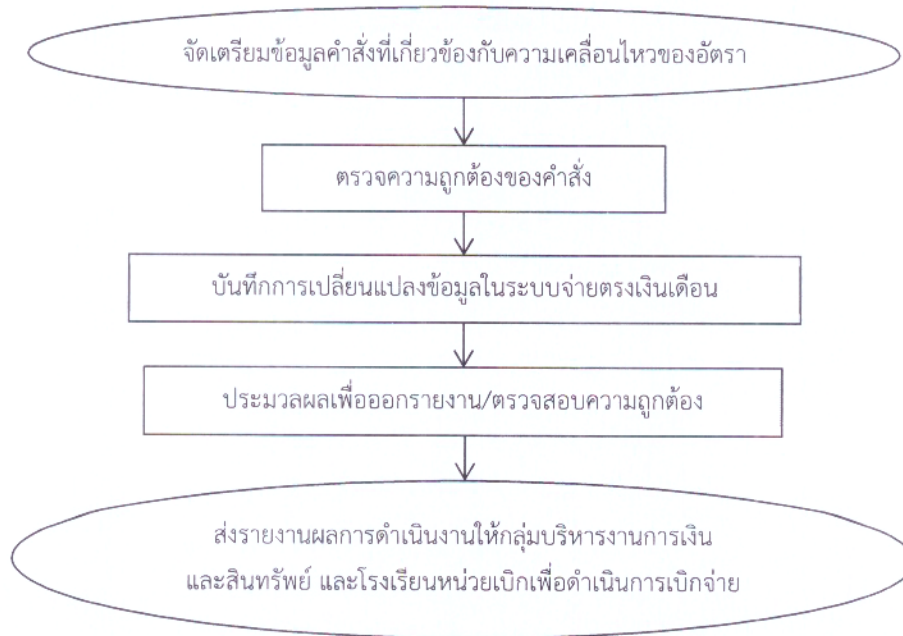 จัดเตรียมข้อมูลคำสั่งที่เกี่ยวข้องกับความเคลื่อนไหวของอัตรา
ตรวจความถูกต้องของคำสั่ง
บันทึกการเปลี่ยนแปลงข้อมูลในระบบจ่ายตรงเงินเดือน
ประมวลผลเพื่อออกรายงาน/ตรวจสอบความถูกต้อง
ส่งรายงานผลการดำเนินงานให้กลุ่มบริหารงานการเงิน
และสินทรัพย์ และโรงเรียนหน่วยเบิกเพื่อดำเนินการเบิกจ่าย